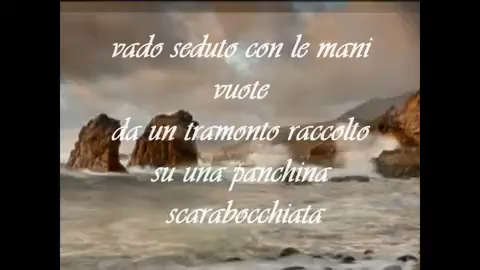 vado seduto con le mani
vuote
da un tramonto raccolto
su una panchina
scarabocchiata